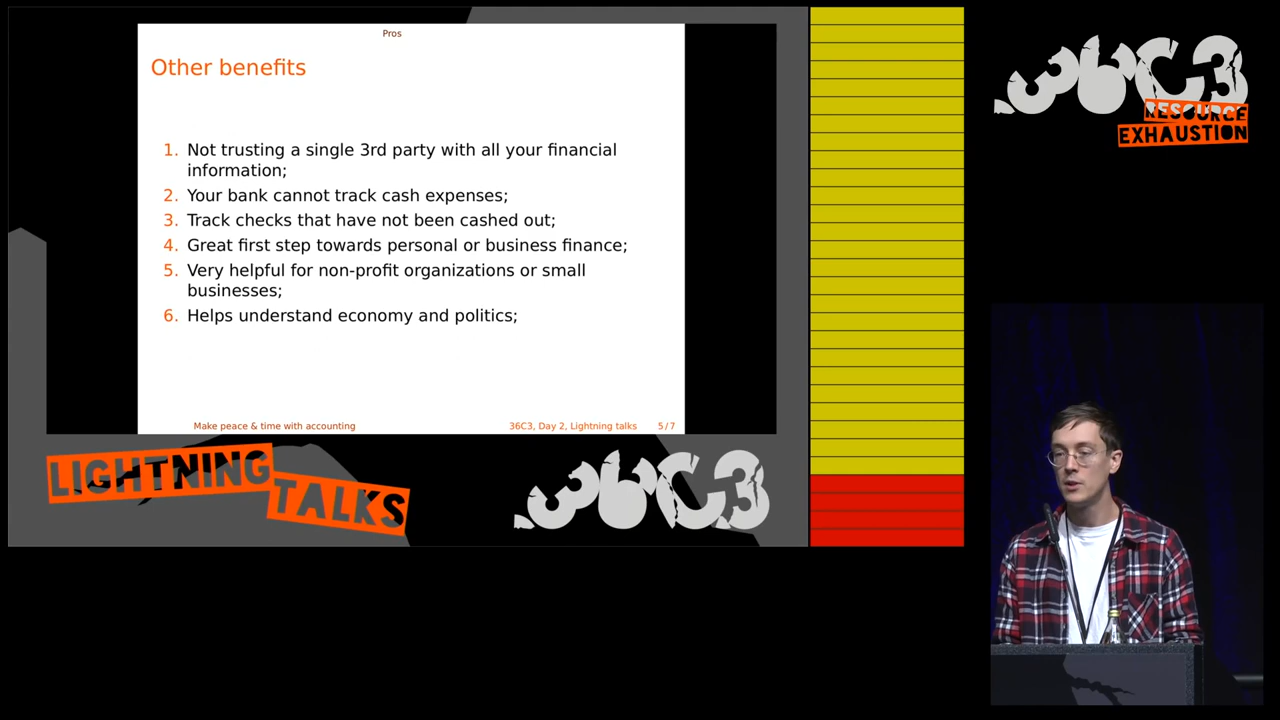 Pros
Other benefits
1. Not trusting a single 3rd party with all your financial
information;
2. Your bank cannot track cash expenses;
3. Track checks that have not been cashed out;
4. Great first step towards personal or business finance;
5. Very helpful for non-profit organizations or small
businesses;
6. Helps understand economy and politics;
Make peace & time with accounting
36C3, Day 2, Lightning talks 5/7
LIGHTNING
TALKS
36C3
36C3
RESOURCE
EXHAUSTION